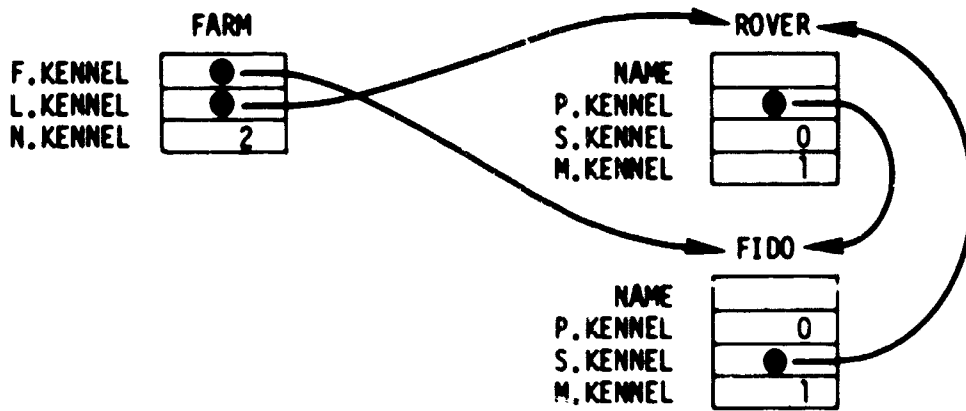 FARM
F.KENNEL
L.KENNEL
N.KENNEL 2
ROVER
NAME
P.KENNEL
S.KENNEL 0
M.KENNEL 1
FIDO
NAME
P.KENNEL 0
S.KENNEL
M.KENNEL 1